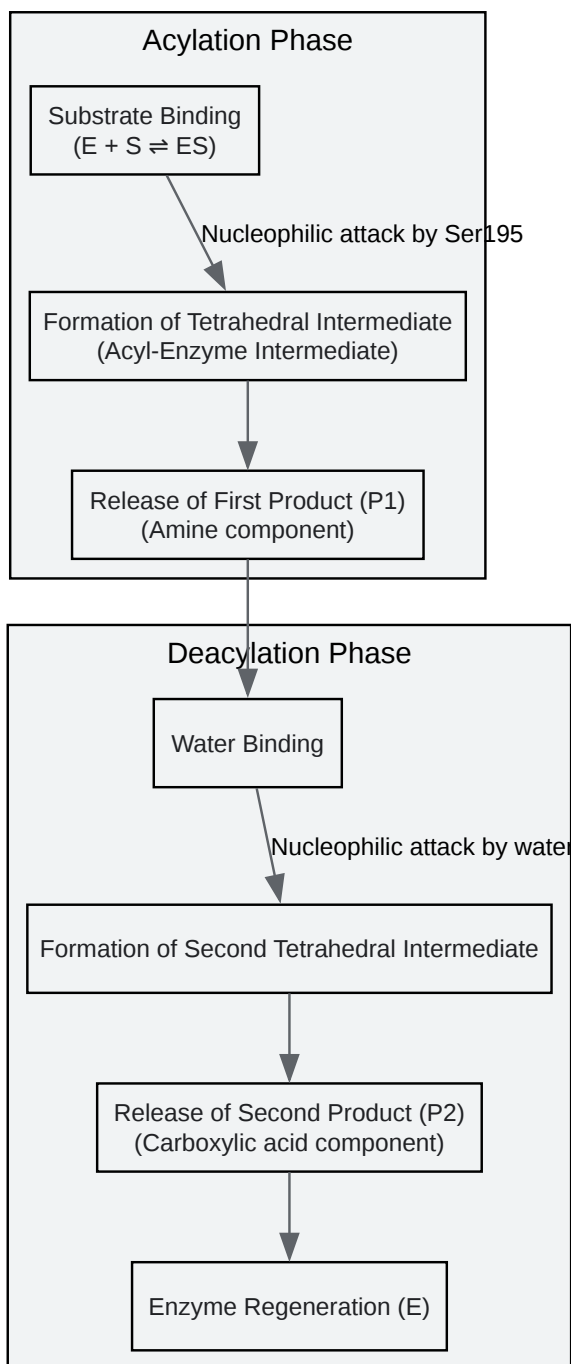 Acylation Phase
Substrate Binding
(E + S ⇌ ES)
Nucleophilic attack by Ser195
Formation of Tetrahedral Intermediate
(Acyl-Enzyme Intermediate)
Release of First Product (P1)
(Amine component)
Deacylation Phase
Water Binding
Nucleophilic attack by water
Formation of Second Tetrahedral Intermediate
Release of Second Product (P2)
(Carboxylic acid component)
Enzyme Regeneration (E)